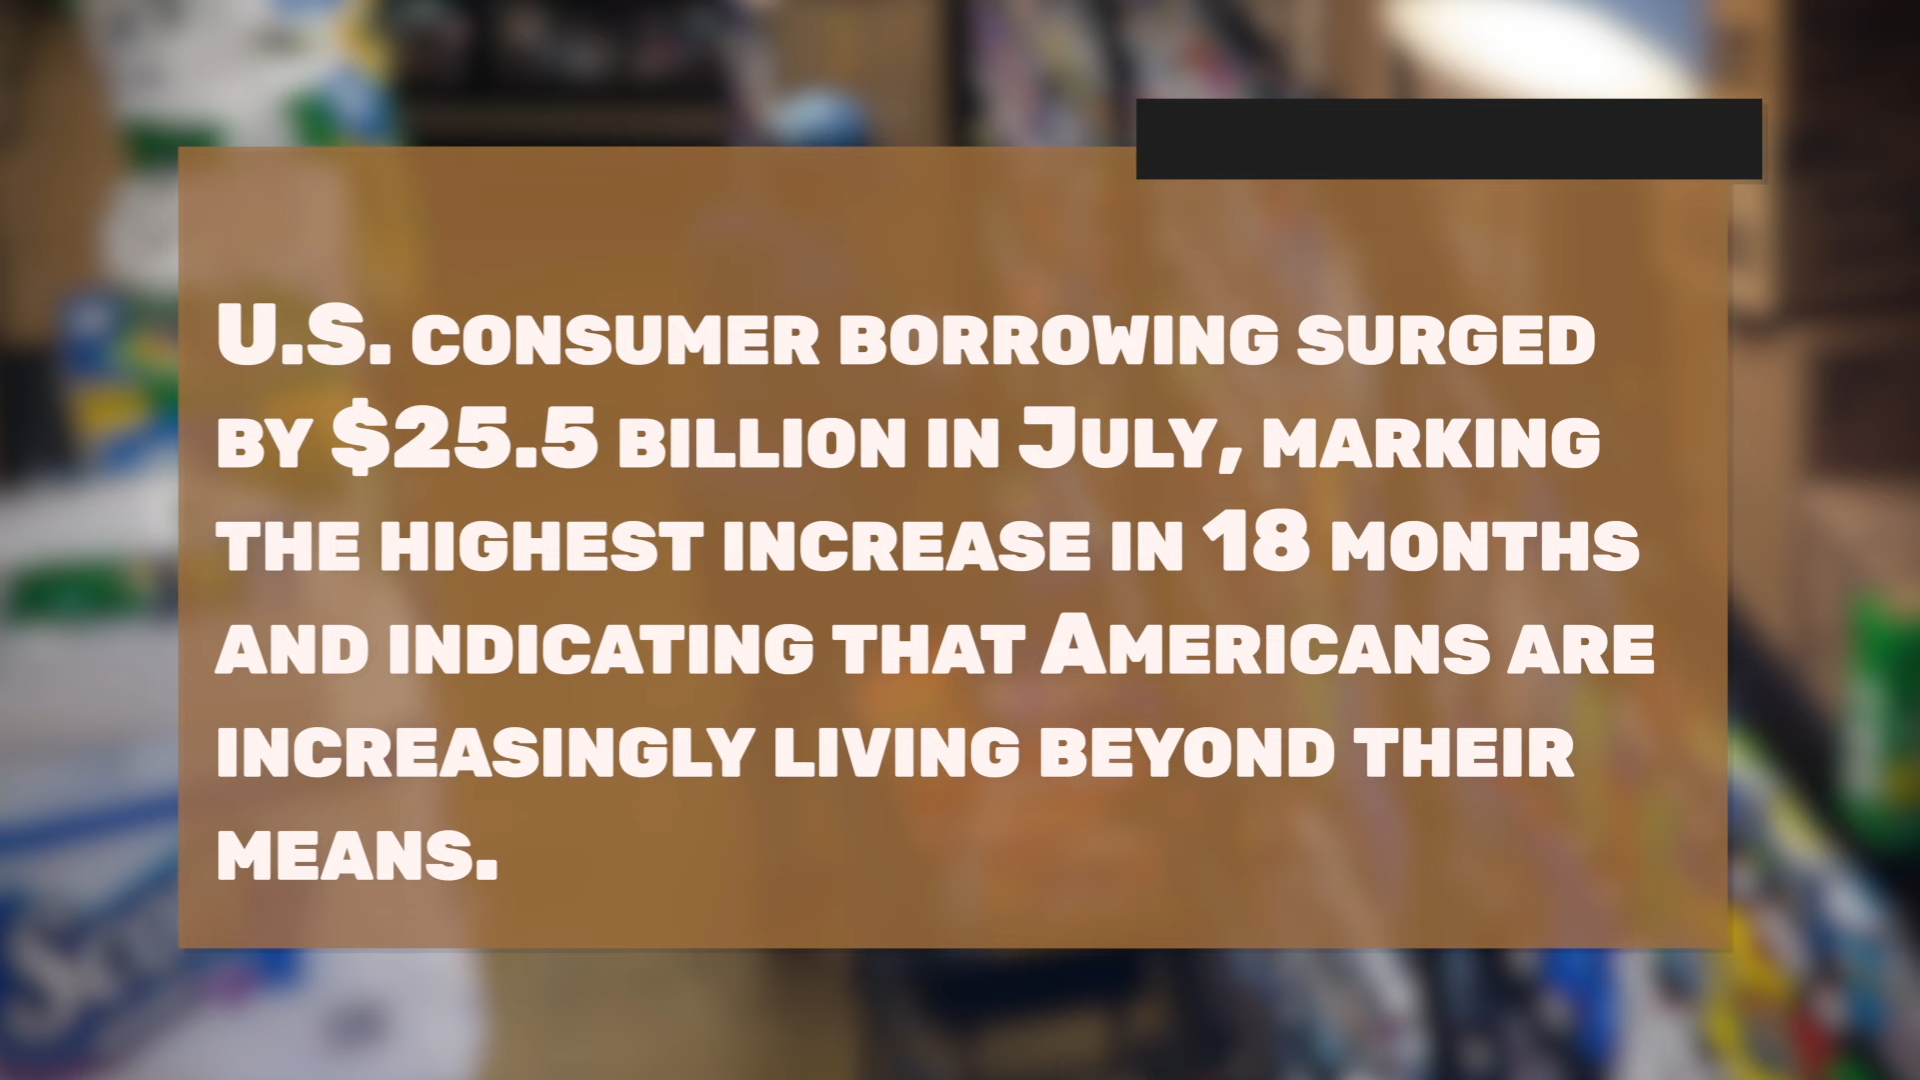 U.S. consumer borrowing surged
by $25.5 billion in July, marking
the highest increase in 18 months
and indicating that Americans are
increasingly living beyond their
means.